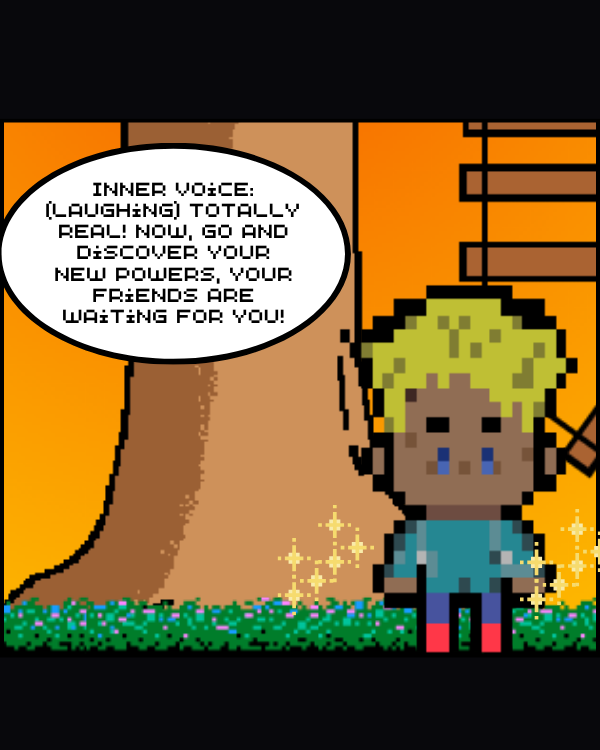 INNER VOiCE:
(LAUGHiNG) TOTALLY
REAL! NOW, GO AND
DiSCOVER YOUR
NEW POWERS, YOUR
FRiENDS ARE
WAiTiNG FOR YOU!